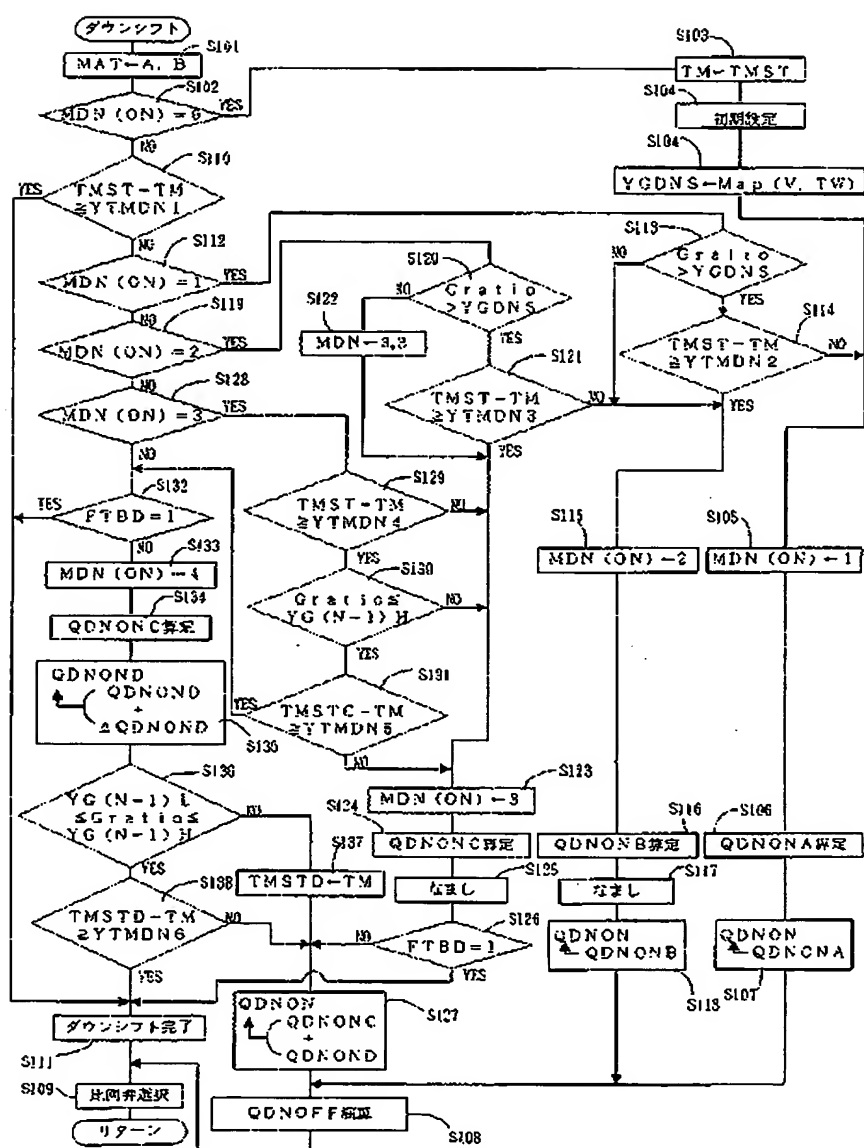 ダウンシフト
S101
MAT←A, B
S102
MDN (ON) = 0
YES
NO
S103
TM←TMST
S104
初期設定
S104
YGDNS←Map (V, TW)
S110
TMST-TM
≧YTMDN1
YES
NO
S112
MDN (ON) = 1
YES
NO
S113
Gratio
>YGDNS
NO
YES
S114
TMST-TM
≧YTMDN2
NO
YES
S119
MDN (ON) = 2
YES
NO
S120
Gratio
>YGDNS
NO
YES
S122
MDN←3,3
S121
TMST-TM
≧YTMDN3
NO
YES
S128
MDN (ON) = 3
YES
NO
S129
TMST-TM
≧YTMDN4
NO
YES
S130
Gratio≦
YG (N-1) H
NO
YES
S131
TMSTC-TM
≧YTMDN5
YES
NO
S132
FTBD=1
YES
NO
S133
MDN (ON) ←4
S134
QDNONC算定
QDNOND
QDNOND
+
ΔQDNOND
S135
S136
YG (N-1) L
≦Gratio≦
YG (N-1) H
NO
YES
S137
TMSTD←TM
S138
TMSTD-TM
≧YTMDN6
NO
YES
S123
MDN (ON) ←3
S124
QDNONC算定
S125
なまし
S126
FTBD=1
NO
YES
S127
QDNON
QDNONC
+
QDNOND
S115
MDN (ON) ←2
S116
QDNONB算定
S117
なまし
QDNON
QDNONB
S118
S105
MDN (ON) ←1
S106
QDNONA算定
QDNON
QDNONA
S107
ダウンシフト完了
S111
S109
比例弁選択
リターン
QDNOFF演算
S108